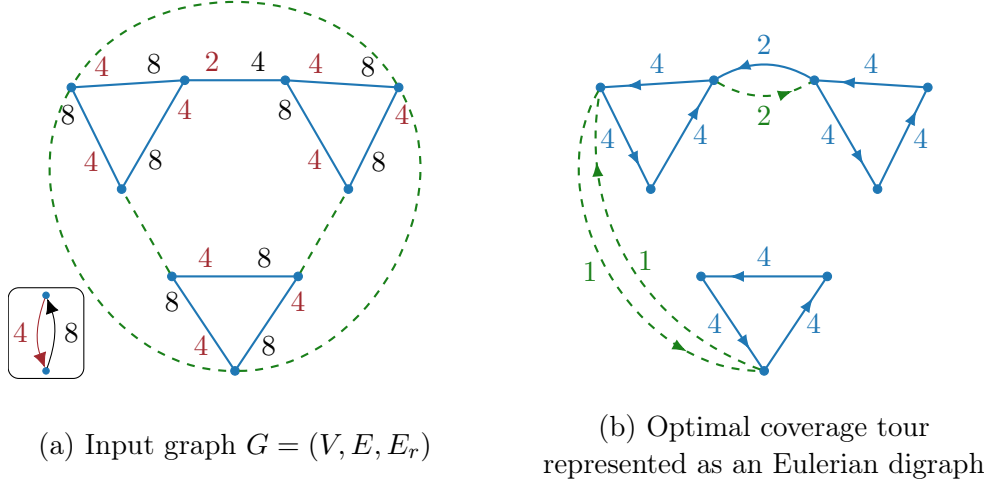 2
4 8 2 4 4 8
8 4 8 4
4 8 4 8
4 8
4 8 8 4
4 8
4 2 4
4 4 2 4 4
1 1 4
4 4
(a) Input graph G = (V, E, E_r)
(b) Optimal coverage tour
represented as an Eulerian digraph